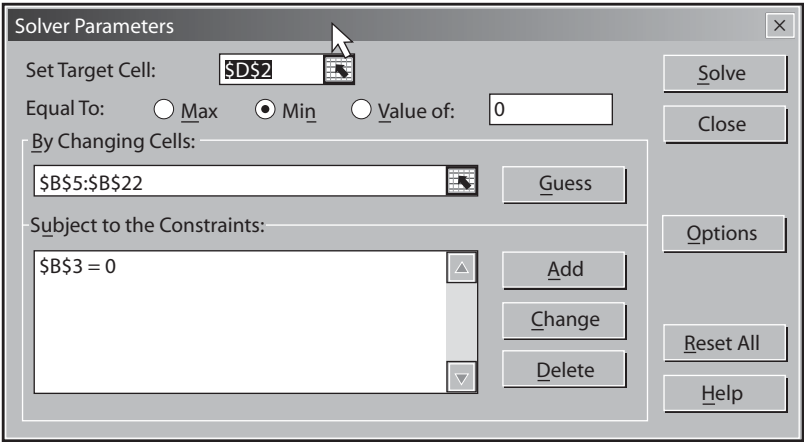 Solver Parameters
Set Target Cell: $D$2
Solve
Equal To: Max Min Value of: 0
Close
By Changing Cells:
$B$5:$B$22
Guess
Subject to the Constraints:
Options
$B$3 = 0
Add
Change
Reset All
Delete
Help